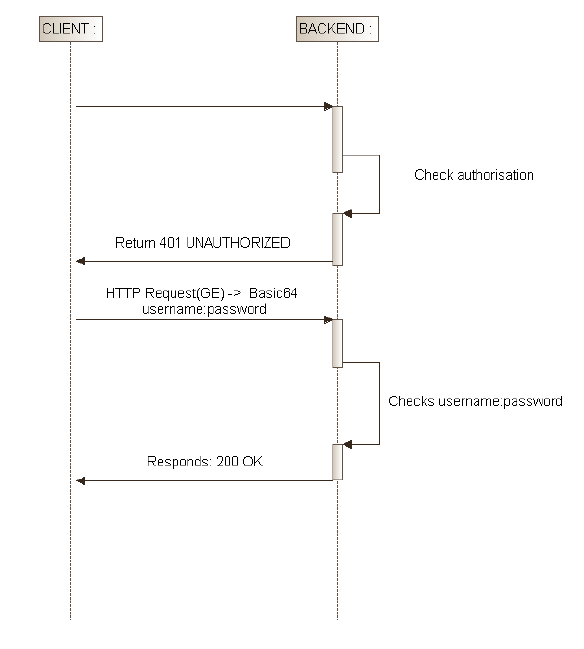 CLIENT :
BACKEND :
Check authorisation
Return 401 UNAUTHORIZED
HTTP Request(GE) -> Basic64
username:password
Checks username:password
Responds: 200 OK